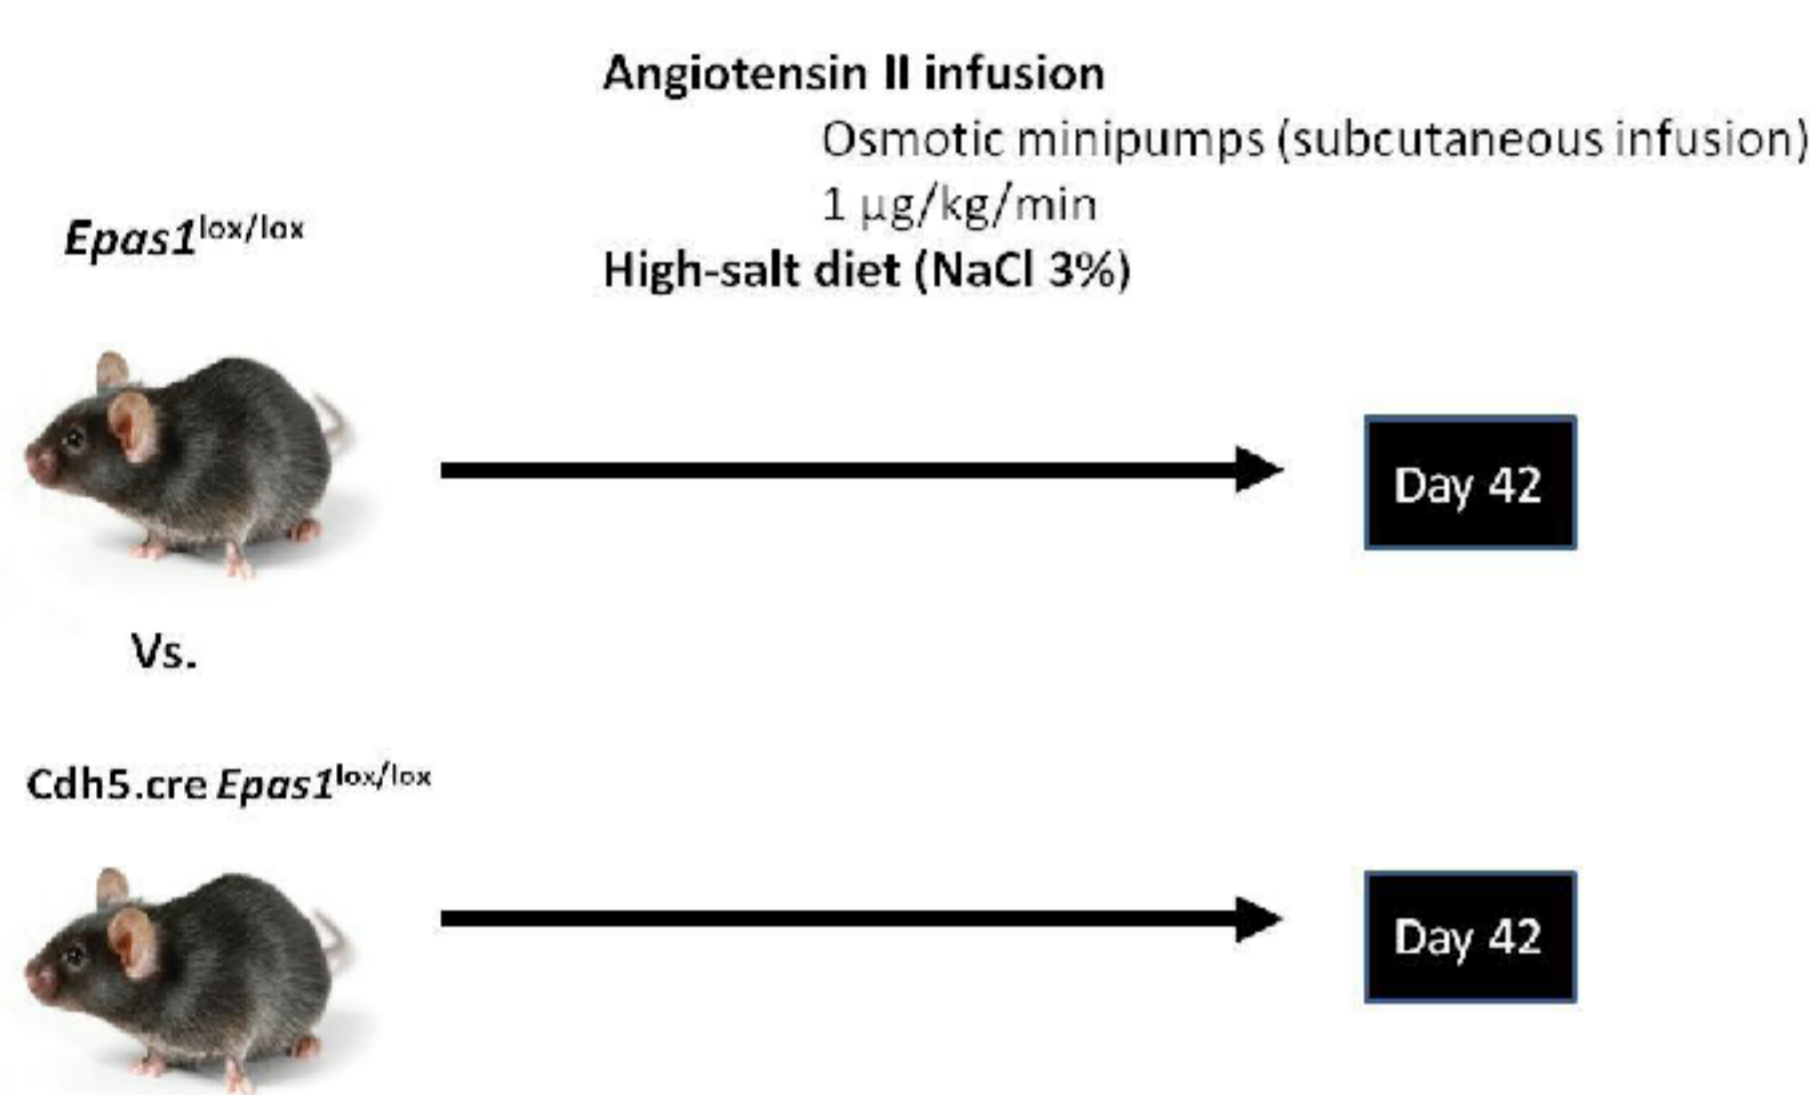 Angiotensin II infusion
Osmotic minipumps (subcutaneous infusion)
1 µg/kg/min
High-salt diet (NaCl 3%)
Epas1lox/lox
Day 42
Vs.
Cdh5.cre Epas1lox/lox
Day 42